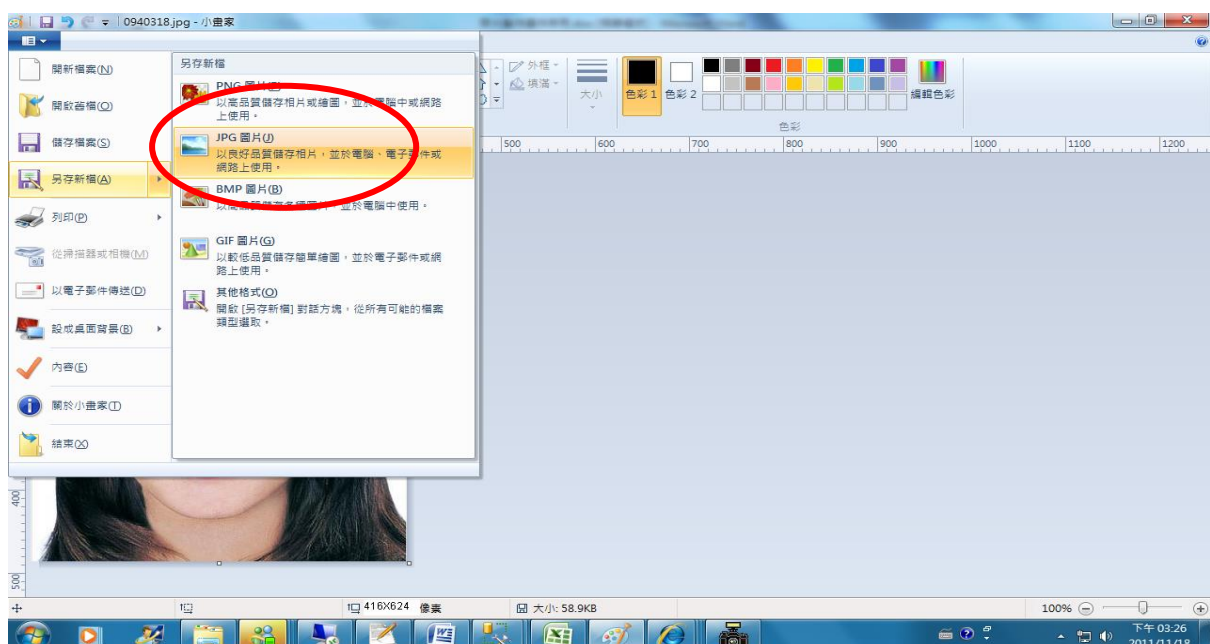 0940318.jpg - 小畫家
開新檔案(N)
開啟舊檔(O)
儲存檔案(S)
另存新檔(A)
列印(P)
從掃描器或相機(M)
以電子郵件傳送(D)
設成桌面背景(B)
內容(E)
關於小畫家(T)
結束(X)
另存新檔
PNG 圖片(P)
以高品質儲存相片或繪圖，並於電腦中或網路
上使用。
JPG 圖片(J)
以良好品質儲存相片，並於電腦、電子郵件或
網路上使用。
BMP 圖片(B)
以高品質儲存各種圖片，並於電腦中使用。
GIF 圖片(G)
以較低品質儲存簡單繪圖，並於電子郵件或網
路上使用。
其他格式(O)
開啟 [另存新檔] 對話方塊，從所有可能的檔案
類型選取。
外框
填滿
大小
色彩 1
色彩 2
編輯色彩
色彩
500 600 700 800 900 1000 1100 1200
400
500
416X624 像素
大小: 58.9KB
100%
下午 03:26
2011/11/18